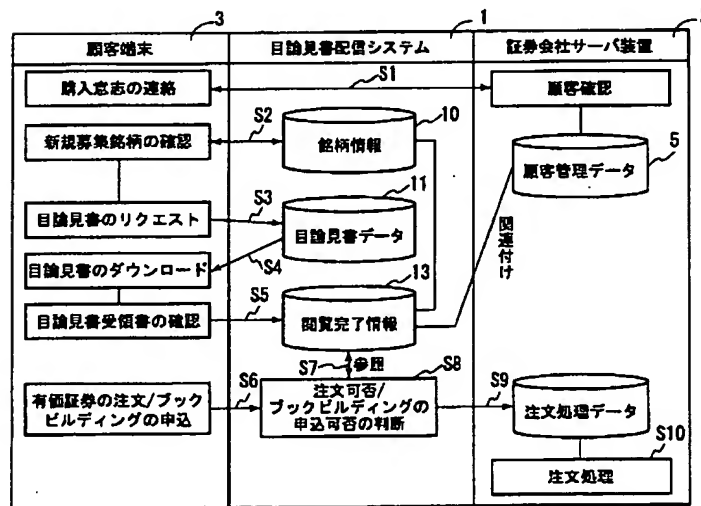 3
1
顧客端末
目論見書配信システム
証券会社サーバ装置
購入意志の連絡
S1
顧客確認
新規募集銘柄の確認
S2
10
銘柄情報
顧客管理データ
5
目論見書のリクエスト
S3
11
目論見書データ
関連付け
目論見書のダウンロード
S4
13
目論見書受領書の確認
S5
閲覧完了情報
S7
参照
S8
有価証券の注文/ブック
ビルディングの申込
S6
注文可否/
ブックビルディングの
申込可否の判断
S9
注文処理データ
S10
注文処理